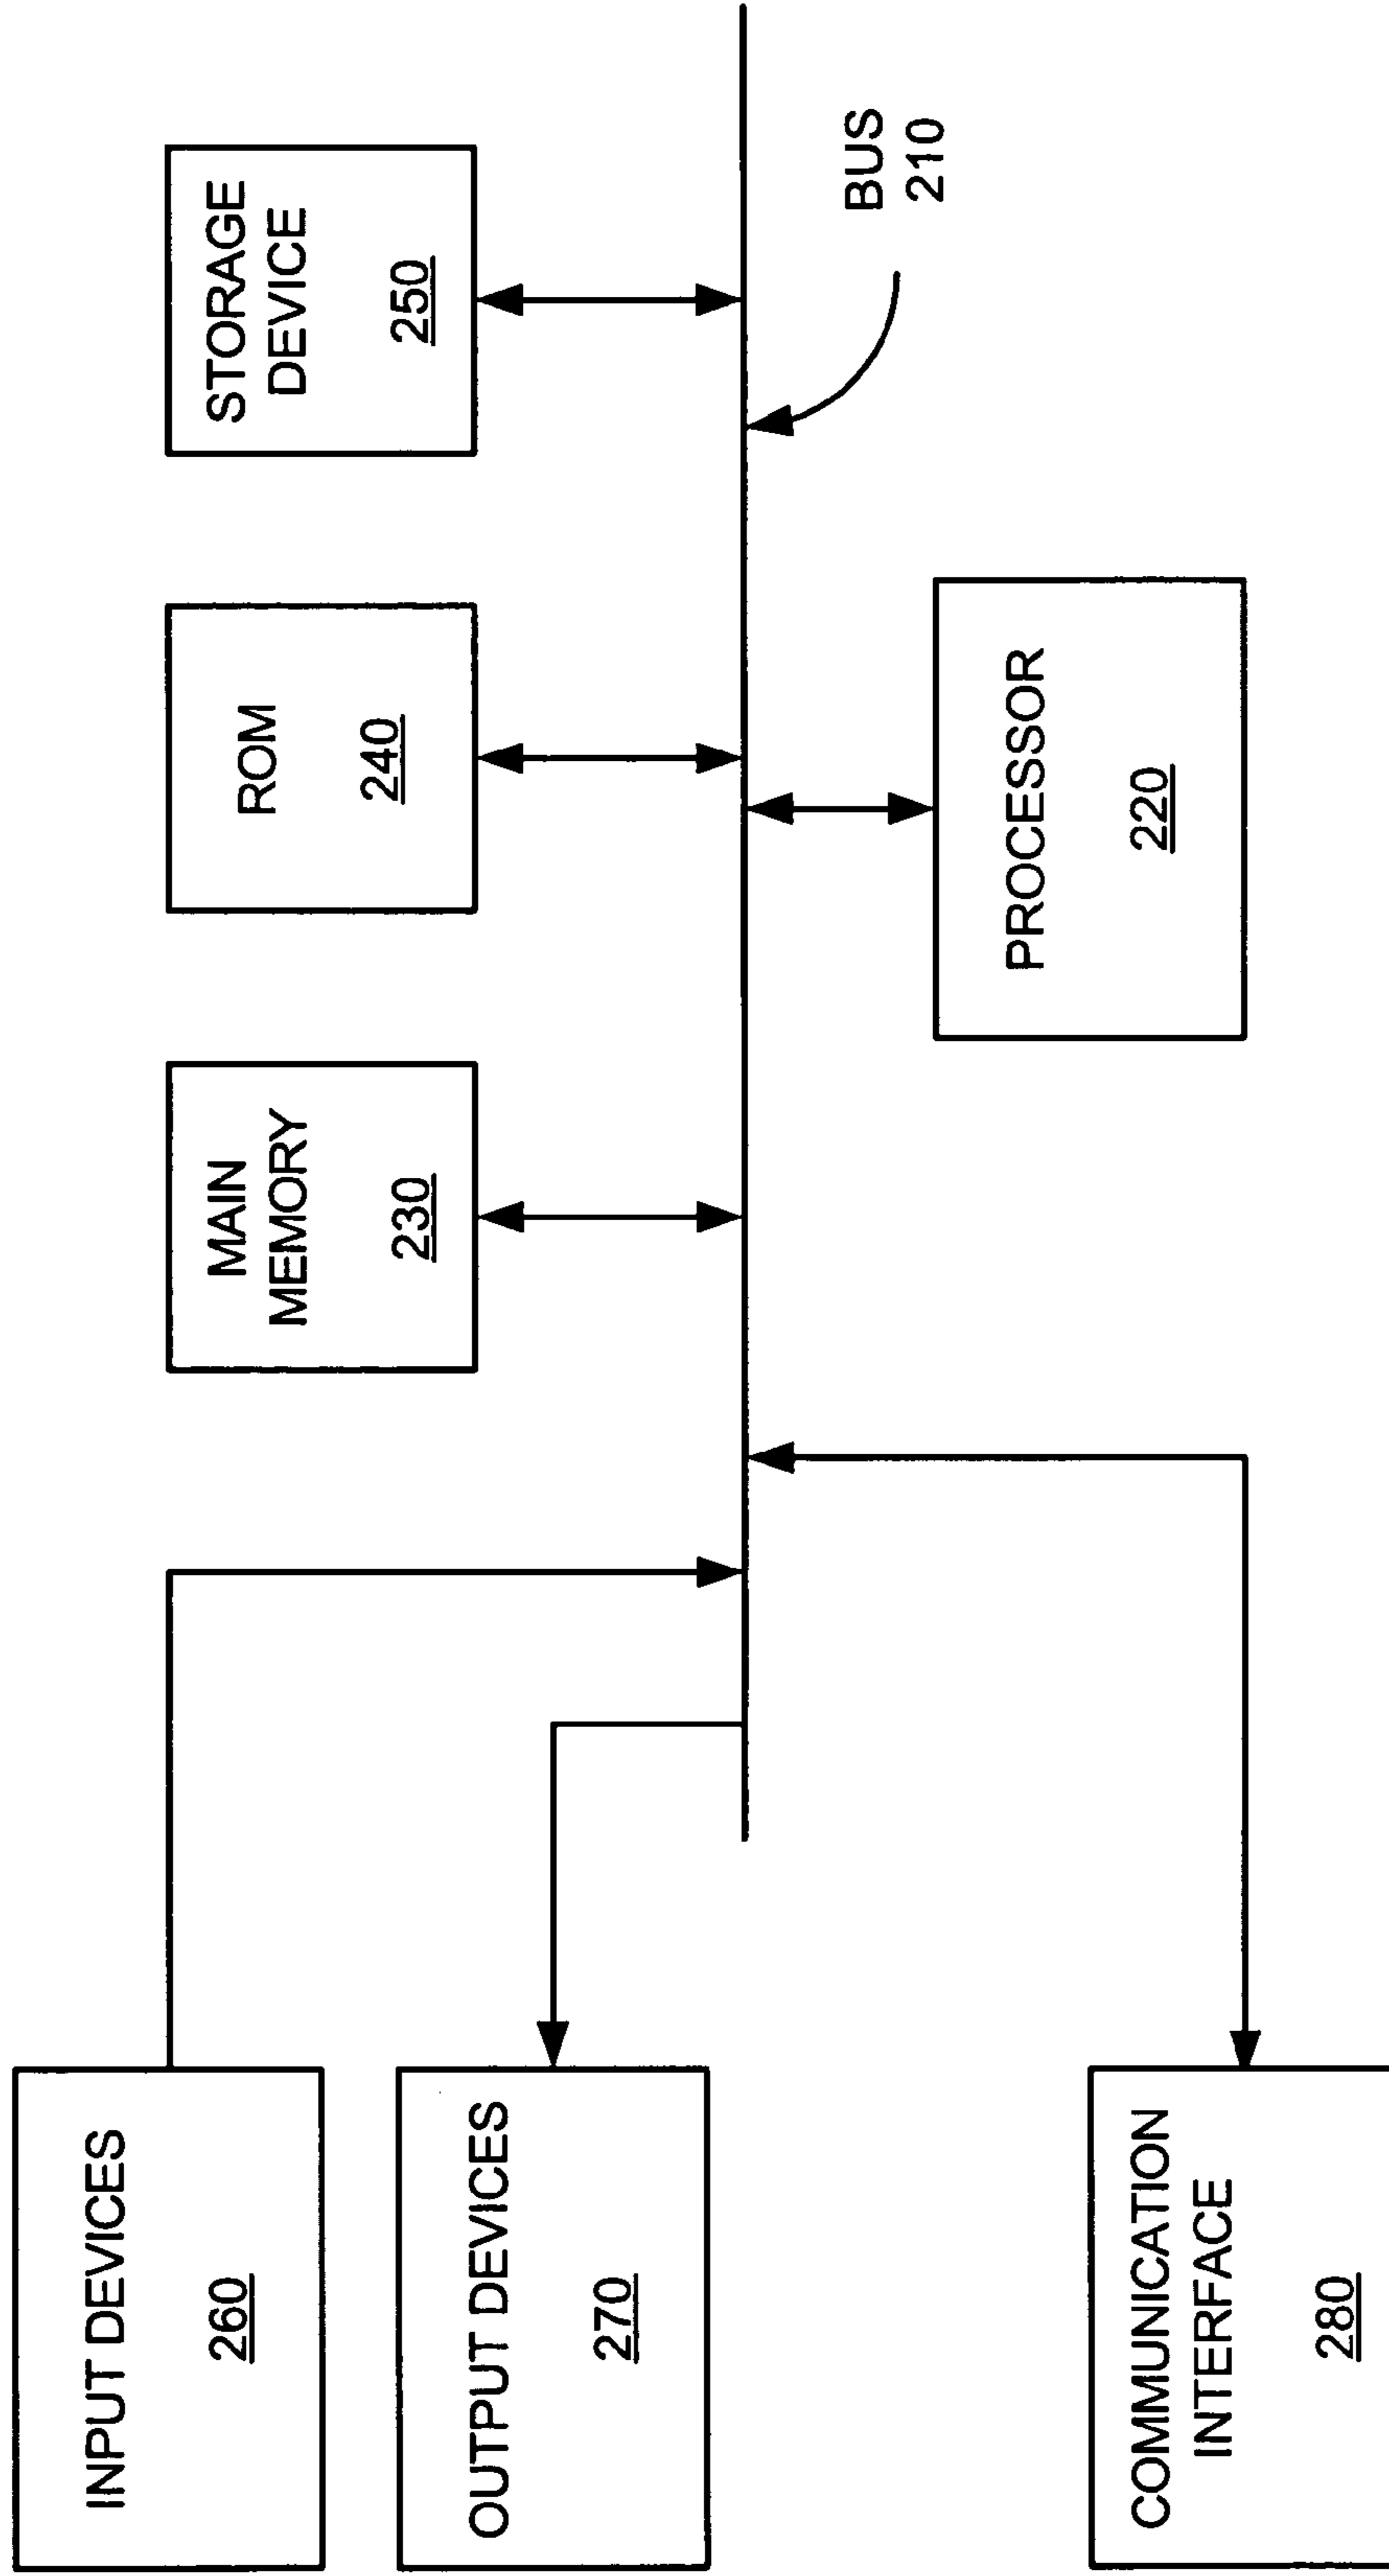 INPUT DEVICES
260
OUTPUT DEVICES
270
COMMUNICATION
INTERFACE
280
MAIN
MEMORY
230
ROM
240
STORAGE
DEVICE
250
PROCESSOR
220
BUS
210